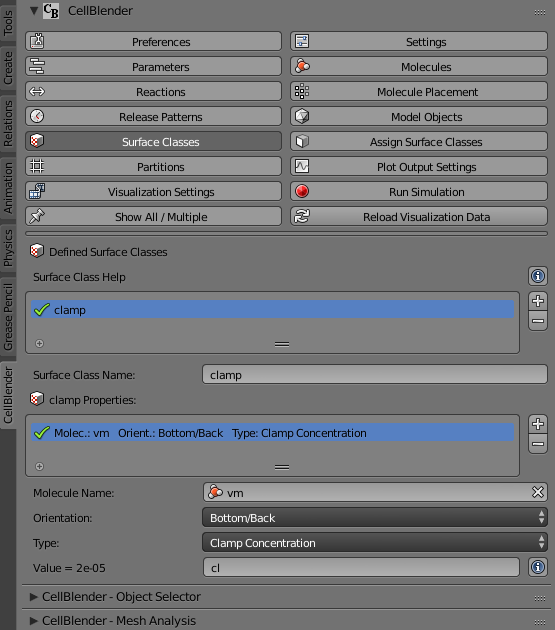 CellBlender
Preferences
Settings
Parameters
Molecules
Reactions
Molecule Placement
Release Patterns
Model Objects
Surface Classes
Assign Surface Classes
Partitions
Plot Output Settings
Visualization Settings
Run Simulation
Show All / Multiple
Reload Visualization Data
Defined Surface Classes
Surface Class Help
clamp
Surface Class Name: clamp
clamp Properties:
Molec.: vm Orient.: Bottom/Back Type: Clamp Concentration
Molecule Name: vm
Orientation: Bottom/Back
Type: Clamp Concentration
Value = 2e-05 cl
CellBlender - Object Selector
CellBlender - Mesh Analysis
Tools
Create
Relations
Animation
Physics
Grease Pencil
CellBlender